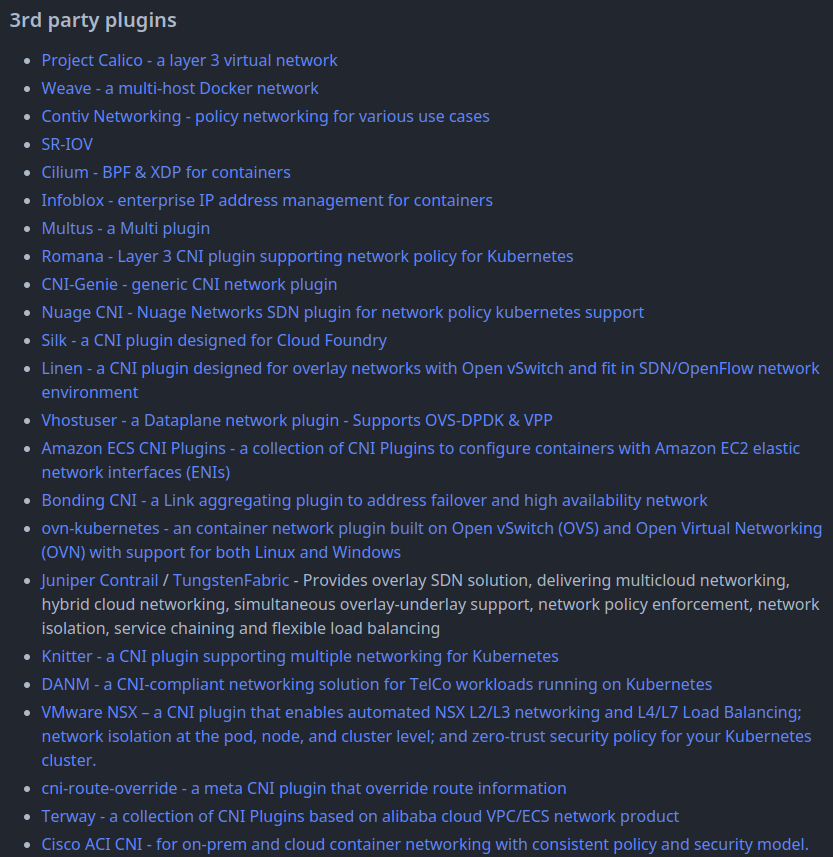 3rd party plugins
Project Calico - a layer 3 virtual network
Weave - a multi-host Docker network
Contiv Networking - policy networking for various use cases
SR-IOV
Cilium - BPF & XDP for containers
Infoblox - enterprise IP address management for containers
Multus - a Multi plugin
Romana - Layer 3 CNI plugin supporting network policy for Kubernetes
CNI-Genie - generic CNI network plugin
Nuage CNI - Nuage Networks SDN plugin for network policy kubernetes support
Silk - a CNI plugin designed for Cloud Foundry
Linen - a CNI plugin designed for overlay networks with Open vSwitch and fit in SDN/OpenFlow network
environment
Vhostuser - a Dataplane network plugin - Supports OVS-DPDK & VPP
Amazon ECS CNI Plugins - a collection of CNI Plugins to configure containers with Amazon EC2 elastic
network interfaces (ENIs)
Bonding CNI - a Link aggregating plugin to address failover and high availability network
ovn-kubernetes - an container network plugin built on Open vSwitch (OVS) and Open Virtual Networking
(OVN) with support for both Linux and Windows
Juniper Contrail / TungstenFabric - Provides overlay SDN solution, delivering multicloud networking,
hybrid cloud networking, simultaneous overlay-underlay support, network policy enforcement, network
isolation, service chaining and flexible load balancing
Knitter - a CNI plugin supporting multiple networking for Kubernetes
DANM - a CNI-compliant networking solution for TelCo workloads running on Kubernetes
VMware NSX – a CNI plugin that enables automated NSX L2/L3 networking and L4/L7 Load Balancing;
network isolation at the pod, node, and cluster level; and zero-trust security policy for your Kubernetes
cluster.
cni-route-override - a meta CNI plugin that override route information
Terway - a collection of CNI Plugins based on alibaba cloud VPC/ECS network product
Cisco ACI CNI - for on-prem and cloud container networking with consistent policy and security model.